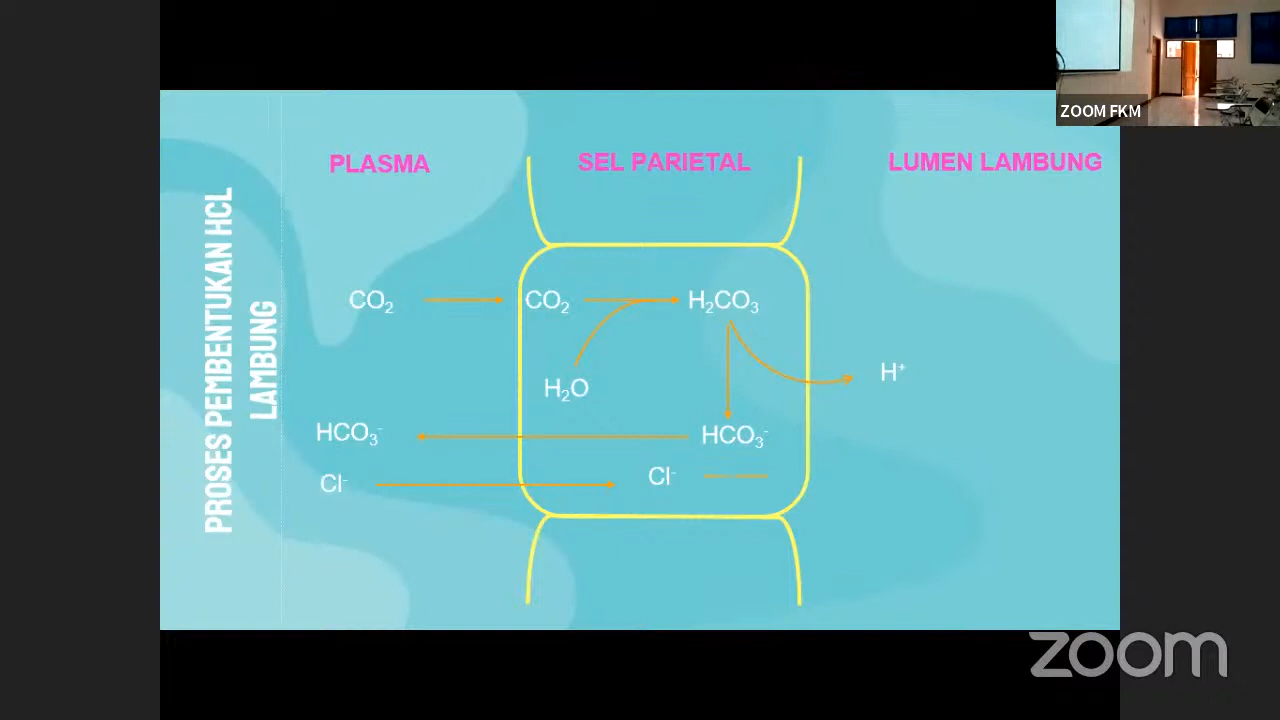 ZOOM FKM
PLASMA
SEL PARIETAL
LUMEN LAMBUNG
PROSES PEMBENTUKAN HCL
LAMBUNG
CO₂
CO₂
H₂CO₃
H₂O
H⁺
HCO₃⁻
HCO₃⁻
Cl⁻
Cl⁻
zoom